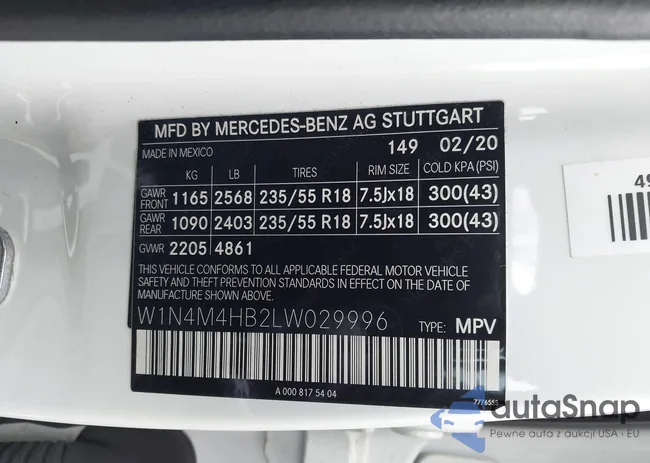 MFD BY MERCEDES-BENZ AG STUTTGART
MADE IN MEXICO 149 02/20
KG LB TIRES RIM SIZE COLD KPA (PSI)
GAWR FRONT 1165 2568 235/55 R18 7.5Jx18 300(43)
GAWR REAR 1090 2403 235/55 R18 7.5Jx18 300(43)
GVWR 2205 4861
THIS VEHICLE CONFORMS TO ALL APPLICABLE FEDERAL MOTOR VEHICLE
SAFETY AND THEFT PREVENTION STANDARDS IN EFFECT ON THE DATE
OF MANUFACTURE SHOWN ABOVE.
W1N4M4HB2LW029996 TYPE: MPV
A 000 817 54 04
49
autoSnap
Pewne auta z aukcji USA i EU